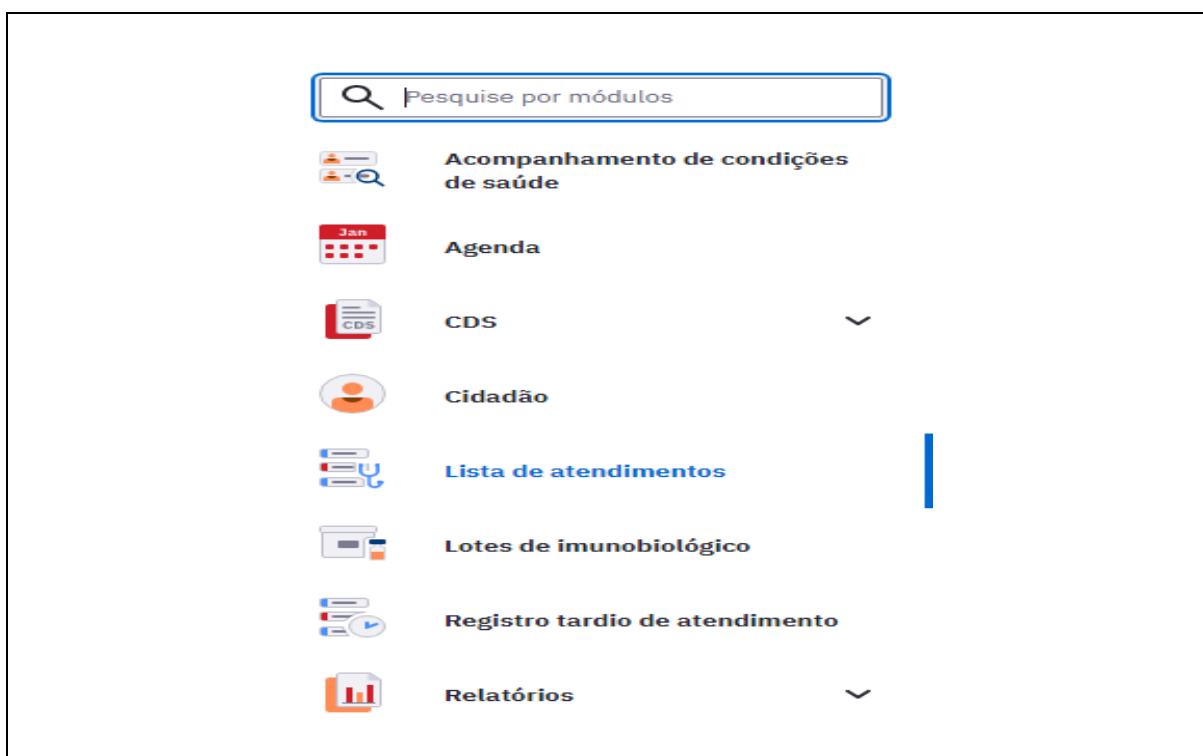 Pesquise por módulos
Acompanhamento de condições
de saúde
Jan
Agenda
CDS
CDS
Cidadão
Lista de atendimentos
Lotes de imunobiológico
Registro tardio de atendimento
Relatórios